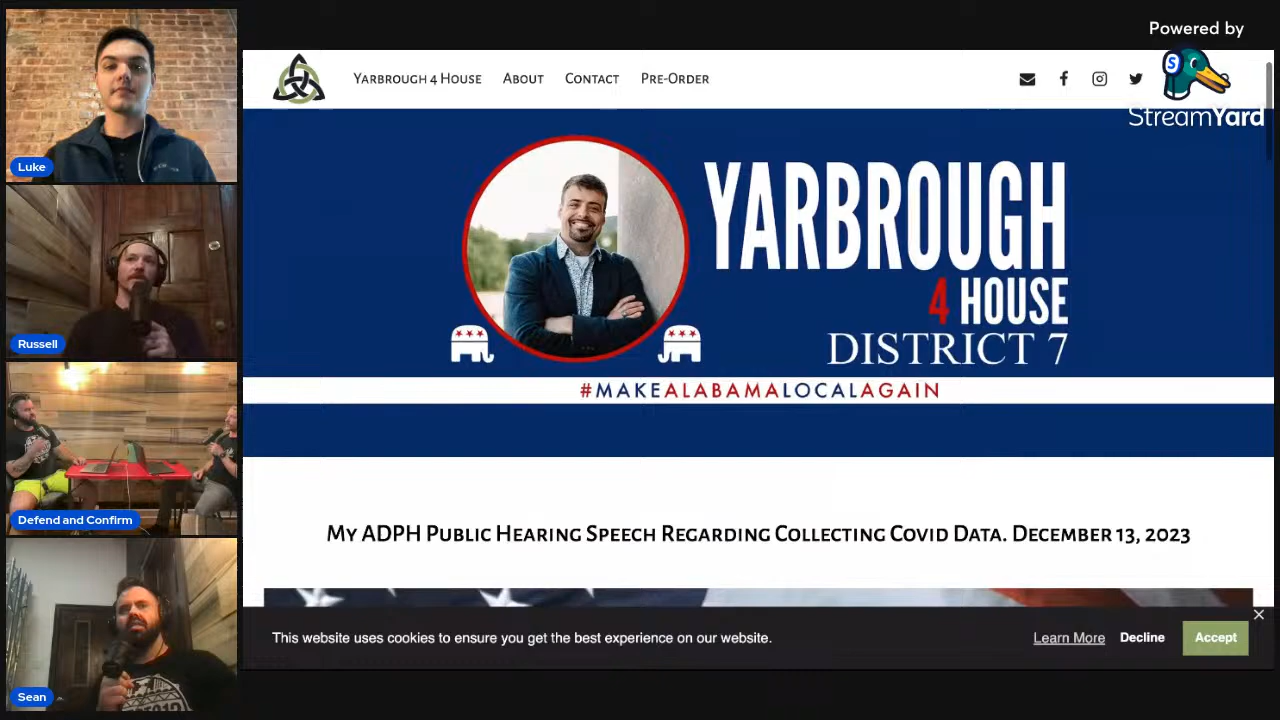 Powered by
StreamYard
Yarbrough 4 House
About
Contact
Pre-Order
YARBROUGH
4 HOUSE
DISTRICT 7
#MAKEALABAMALOCALAGAIN
My ADPH Public Hearing Speech Regarding Collecting Covid Data. December 13, 2023
This website uses cookies to ensure you get the best experience on our website.
Learn More
Decline
Accept
Luke
Russell
Defend and Confirm
Sean